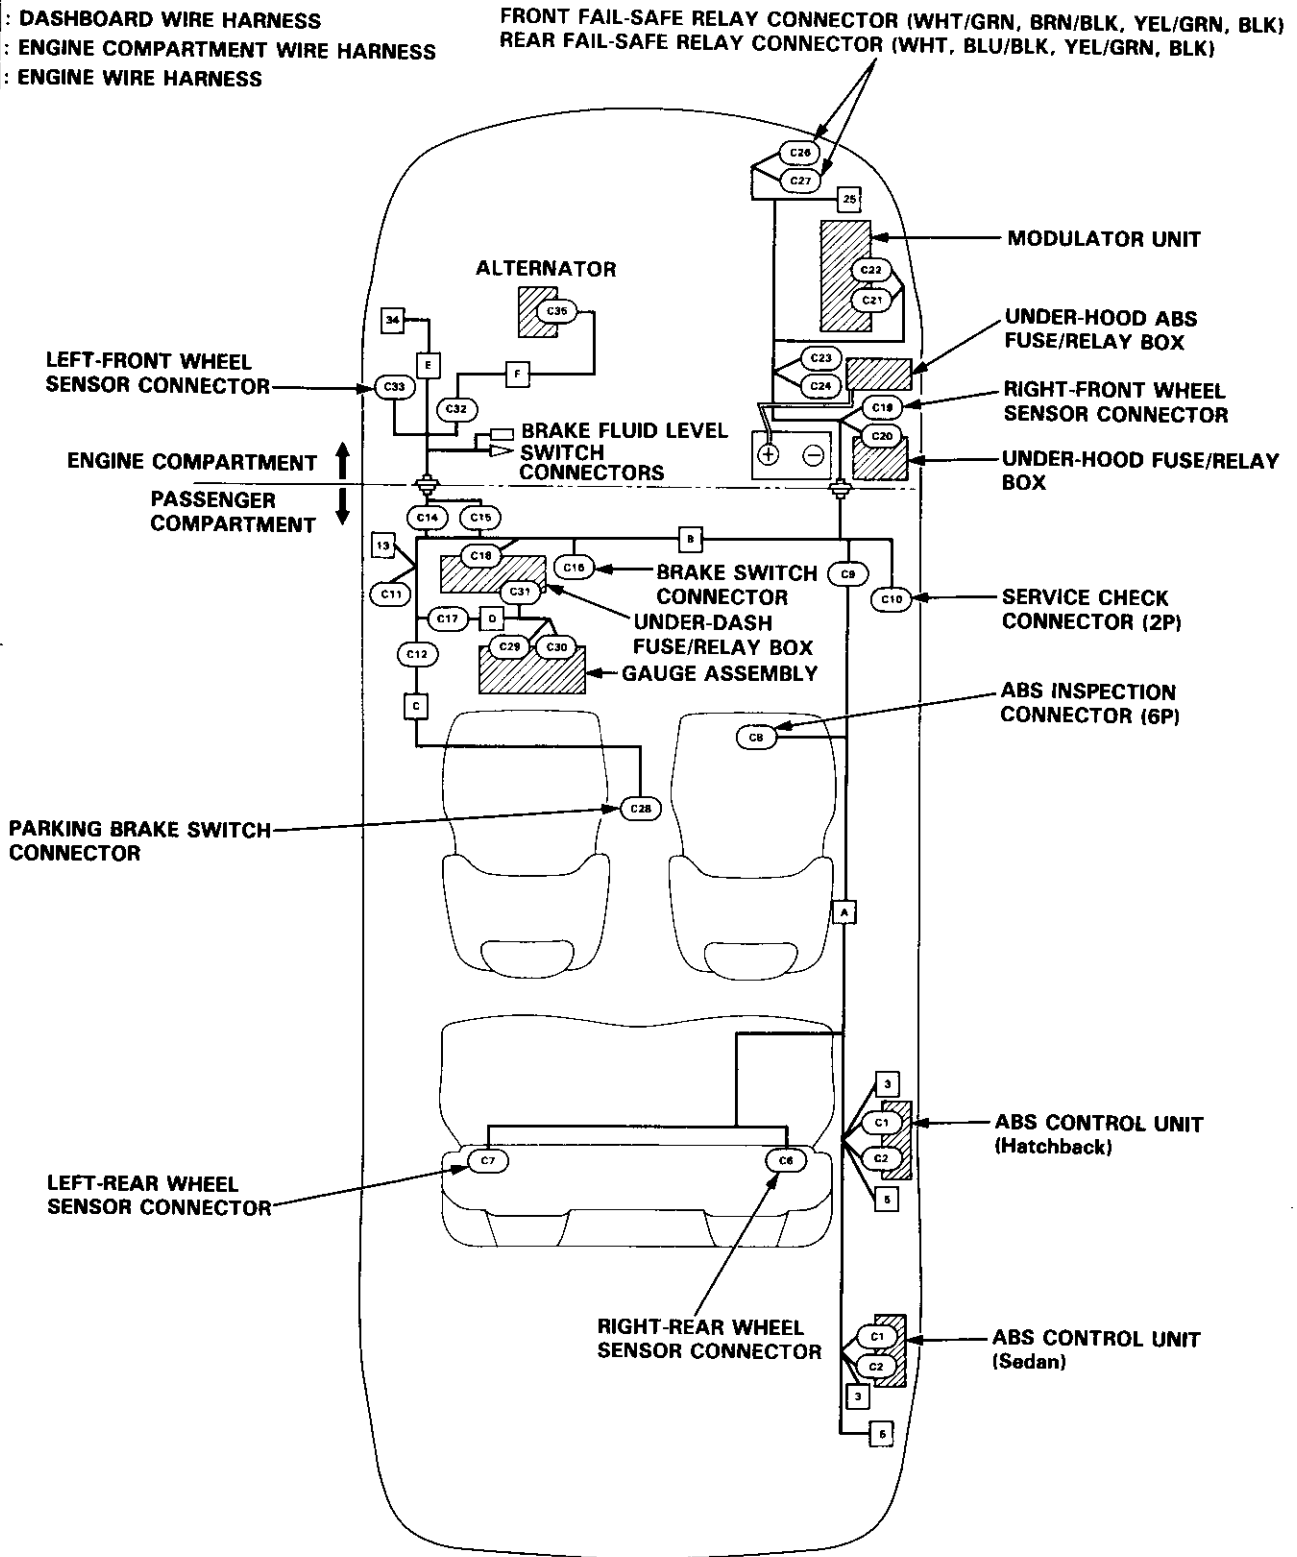 : DASHBOARD WIRE HARNESS
: ENGINE COMPARTMENT WIRE HARNESS
: ENGINE WIRE HARNESS
FRONT FAIL-SAFE RELAY CONNECTOR (WHT/GRN, BRN/BLK, YEL/GRN, BLK)
REAR FAIL-SAFE RELAY CONNECTOR (WHT, BLU/BLK, YEL/GRN, BLK)
C26
C27
25
MODULATOR UNIT
C22
C21
ALTERNATOR
C35
34
E
F
UNDER-HOOD ABS
FUSE/RELAY BOX
C23
C24
LEFT-FRONT WHEEL
SENSOR CONNECTOR
C33
C32
RIGHT-FRONT WHEEL
SENSOR CONNECTOR
C19
C20
BRAKE FLUID LEVEL
SWITCH
CONNECTORS
+
−
UNDER-HOOD FUSE/RELAY
BOX
ENGINE COMPARTMENT
PASSENGER
COMPARTMENT
C14
C15
B
13
C18
C16
C9
C11
C31
BRAKE SWITCH
CONNECTOR
C10
SERVICE CHECK
CONNECTOR (2P)
C17
D
UNDER-DASH
FUSE/RELAY BOX
C12
C29
C30
GAUGE ASSEMBLY
C
ABS INSPECTION
CONNECTOR (6P)
C8
C28
PARKING BRAKE SWITCH
CONNECTOR
A
3
C1
ABS CONTROL UNIT
(Hatchback)
C2
5
C7
C6
LEFT-REAR WHEEL
SENSOR CONNECTOR
RIGHT-REAR WHEEL
SENSOR CONNECTOR
C1
ABS CONTROL UNIT
(Sedan)
C2
3